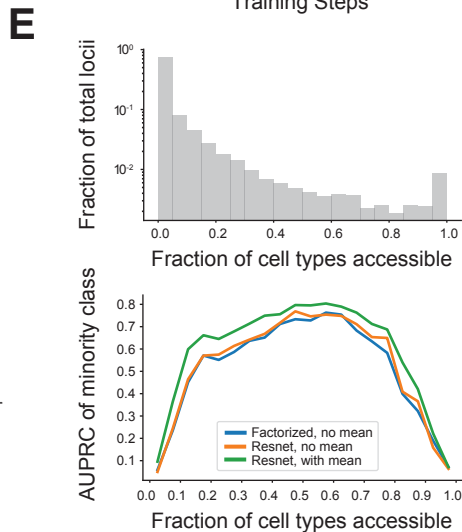 Training Steps
E
Fraction of total locii
10⁰
10⁻¹
10⁻²
0.0 0.2 0.4 0.6 0.8 1.0
Fraction of cell types accessible
AUPRC of minority class
0.8
0.7
0.6
0.5
0.4
0.3
0.2
0.1
Factorized, no mean
Resnet, no mean
Resnet, with mean
0.0 0.1 0.2 0.3 0.4 0.5 0.6 0.7 0.8 0.9 1.0
Fraction of cell types accessible